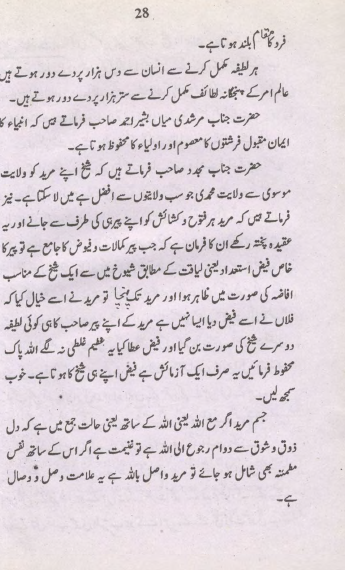 28
فرد کا مقام بلند ہوتا ہے۔
ہر لطیفہ مکمل کرنے سے انسان سے دس ہزار پردے دور ہوتے ہیں
عالم امر کے پنجگانہ لطائف مکمل کرنے سے ستر ہزار پردے دور ہوتے ہیں۔
حضرت جناب مرشدی میاں بشیر احمد صاحب فرماتے ہیں کہ انبیاء کا
ایمان مقبول فرشتوں کا معصوم اور اولیاء کا محفوظ ہوتا ہے۔
حضرت جناب مجدد صاحب فرماتے ہیں کہ شیخ اپنے مرید کو ولایت
موسوی سے ولایت محمدی جو سب ولایتوں سے افضل ہے میں لا سکتا ہے۔ نیز
فرماتے ہیں کہ مرید ہر فتوح و کشائش کو اپنے پیر ہی کی طرف سے جانے اور یہ
عقیدہ پختہ رکھے ان کا فرمان ہے کہ جب پیر کمالات و فیوض کا جامع ہے تو پیر کا
خاص فیض استعداد یعنی لیاقت کے مطابق شیوخ میں سے ایک شیخ کے مناسب
افاضہ کی صورت میں ظاہر ہوا اور مرید تک پہنچا تو مرید نے اسے خیال کیا کہ
فلاں نے اسے فیض دیا ایسا نہیں ہے مرید کے اپنے پیر صاحب کا ہی کوئی لطیفہ
دوسرے شیخ کی صورت بن گیا اور فیض عطا کیا یہ عظیم غلطی نہ لگے اللہ پاک
محفوظ فرمائیں یہ صرف ایک آزمائش ہے فیض اپنے ہی شیخ کا ہوتا ہے۔ خوب
سمجھ لیں۔
جسم مرید اگر مع اللہ یعنی اللہ کے ساتھ یعنی حالت جمع میں ہے کہ دل
ذوق و شوق سے دوام رجوع الی اللہ ہے تو غنیمت ہے اگر اس کے ساتھ نفس
مطمئنہ بھی شامل ہو جائے تو مرید واصل باللہ ہے یہ علامت وصل و وصال
ہے۔